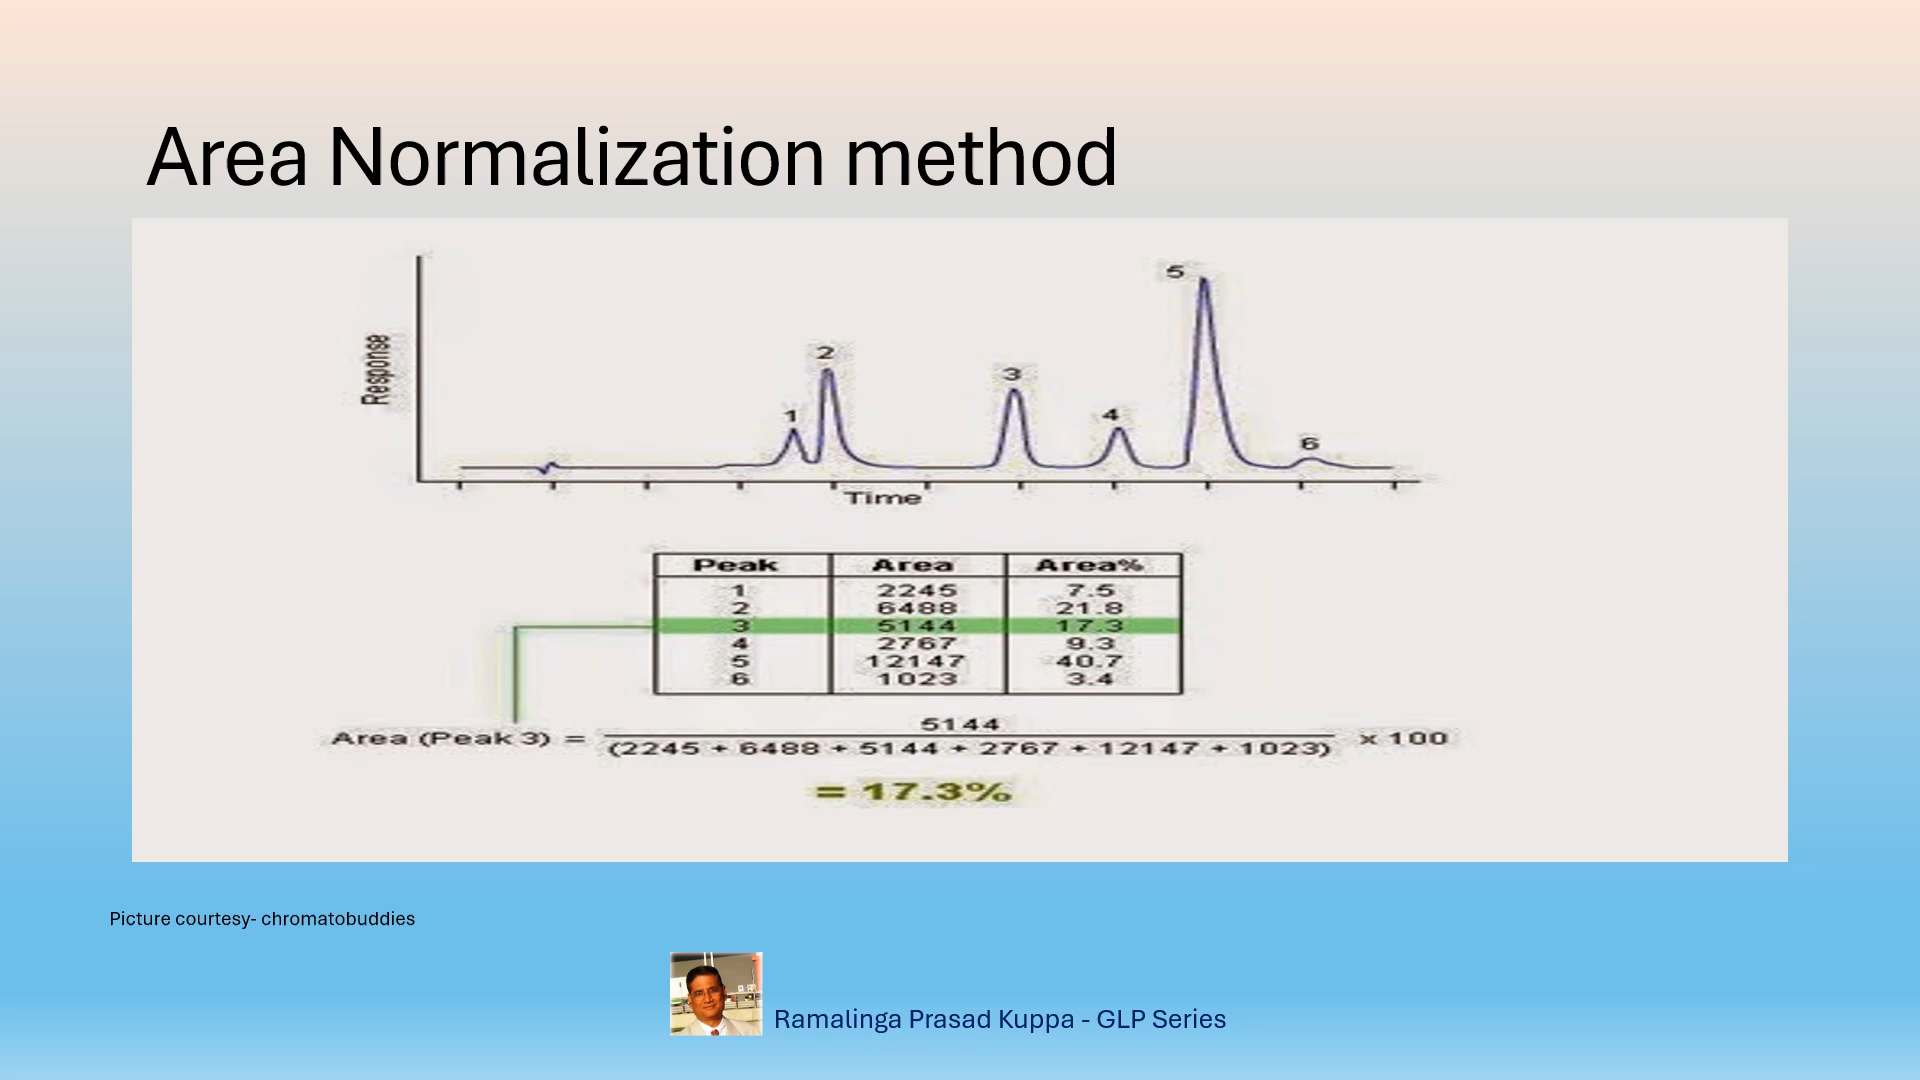 Area Normalization method
Response
1
2
3
4
5
6
Time
Peak Area Area%
1 2245 7.5
2 6488 21.8
3 5144 17.3
4 2767 9.3
5 12147 40.7
6 1023 3.4
Area (Peak 3) = 5144
(2245 + 6488 + 5144 + 2767 + 12147 + 1023) x 100
= 17.3%
Picture courtesy- chromatobuddies
Ramalinga Prasad Kuppa - GLP Series